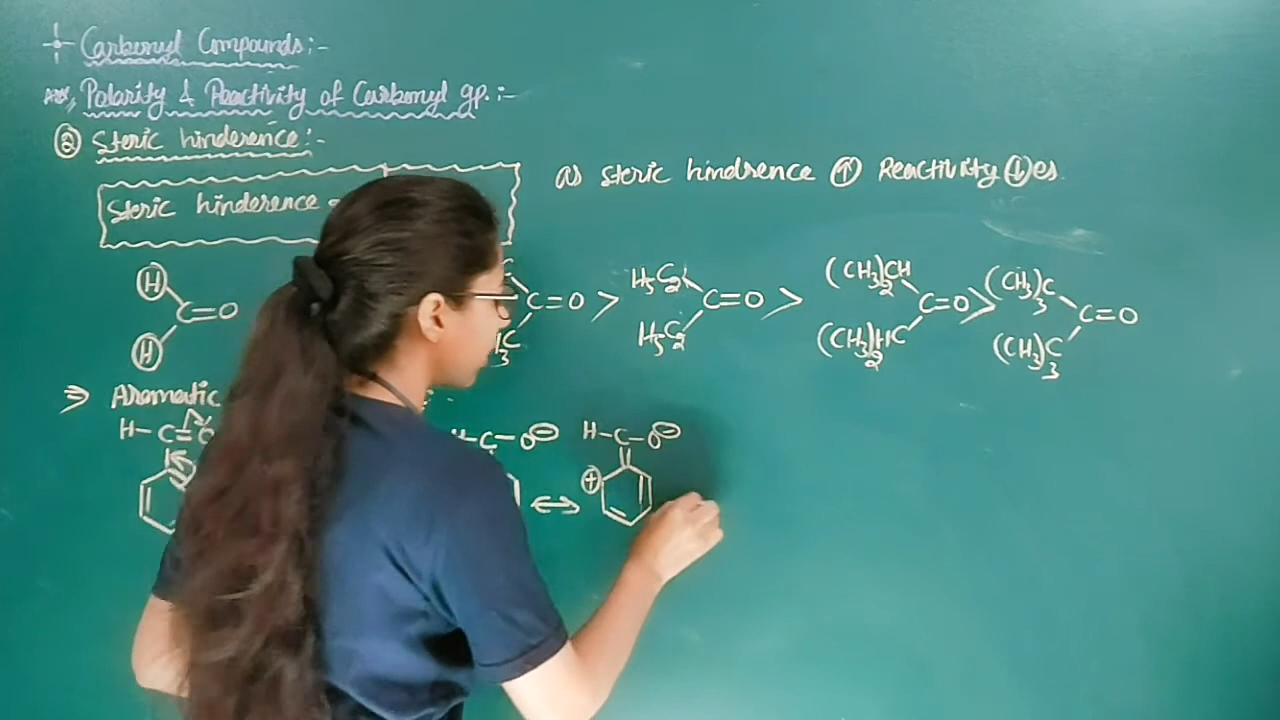 Carbonyl Compounds:-
Polarity & Reactivity of Carbonyl gp.:-
② Steric hinderence:-
as steric hindrence ↑ Reactivity ↓es.
Steric hinderence
H C=O H
C=O >
H5C2 C=O > H5C2
(CH3)2CH C=O > (CH3)2HC
(CH3)3C C=O (CH3)3C
⇒ Aromatic
H-C=O
C-O⊖
H-C-O⊖
⊕
↔